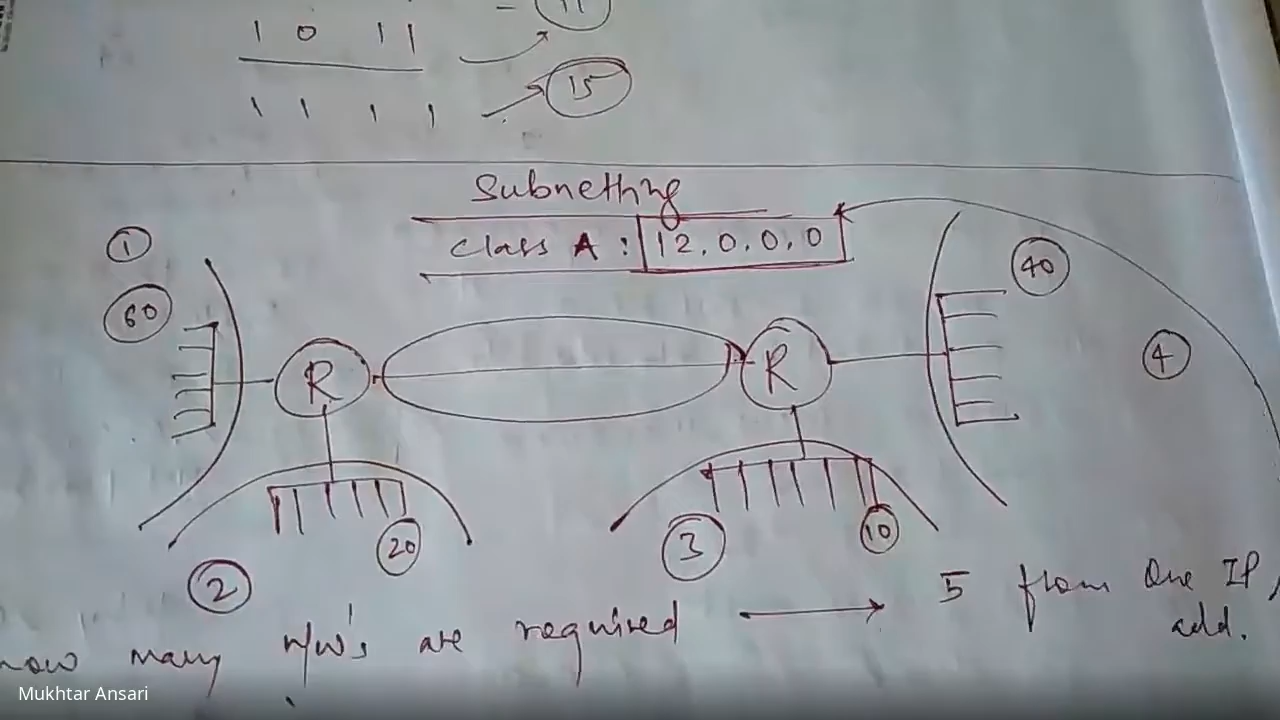 11
1 0 1 1
1 1 1 1
15
Subnetting
Class A : 12.0.0.0
1
60
40
4
R
R
20
2
3
10
how many n/w's are required → 5 from one IP add.
Mukhtar Ansari